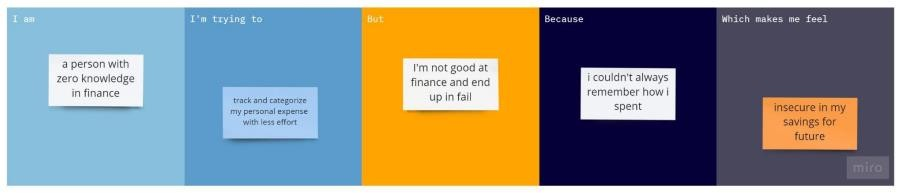 I am
a person with
zero knowledge
in finance
I'm trying to
track and categorize
my personal expense
with less effort
But
I'm not good at
finance and end
up in fail
Because
i couldn't always
remember how i
spent
Which makes me feel
insecure in my
savings for
future
miro